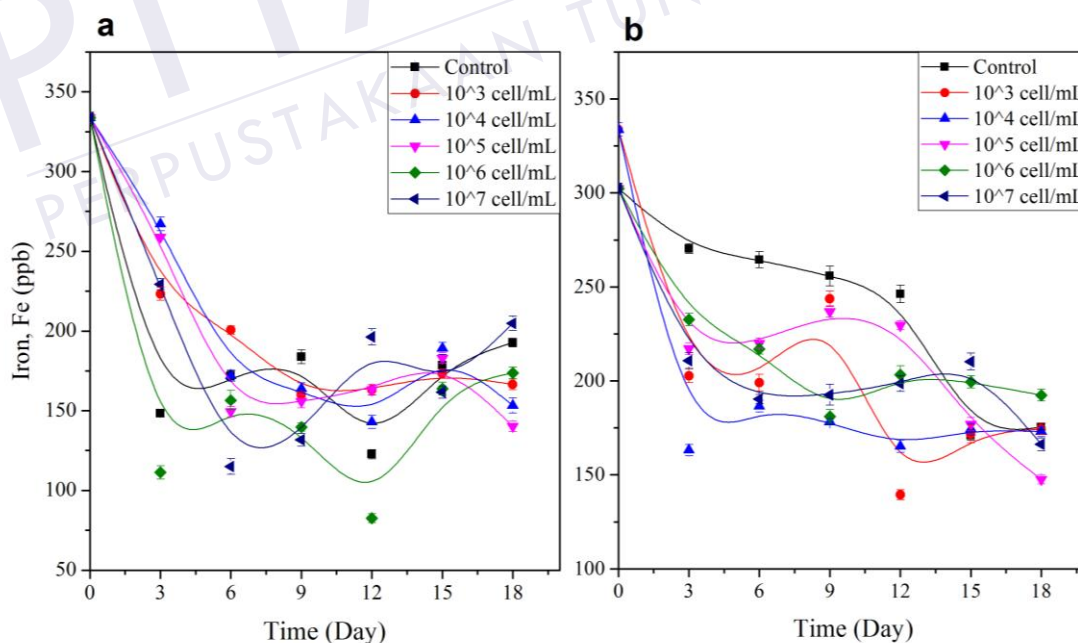 a
Iron, Fe (ppb)
350
300
250
200
150
100
50
0
3
6
9
12
15
18
Time (Day)
Control
10^3 cell/mL
10^4 cell/mL
10^5 cell/mL
10^6 cell/mL
10^7 cell/mL
b
350
300
250
200
150
100
0
3
6
9
12
15
18
Time (Day)
Control
10^3 cell/mL
10^4 cell/mL
10^5 cell/mL
10^6 cell/mL
10^7 cell/mL
PERPUSTAKAAN